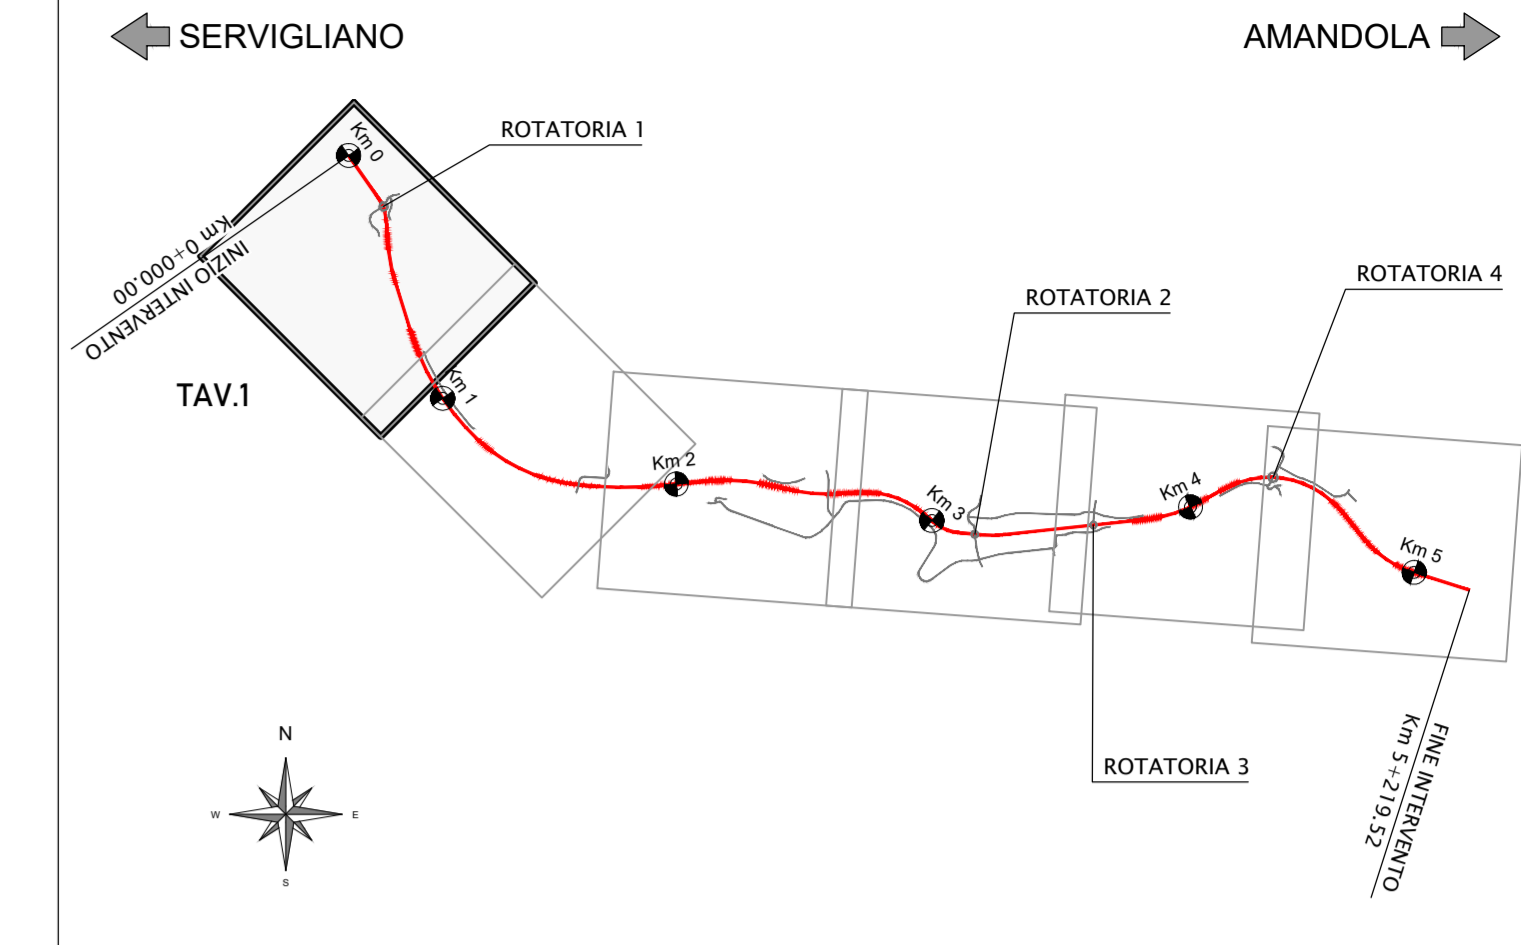 SERVIGLIANO
AMANDOLA
Km 0
ROTATORIA 1
Km 0+000.00
INIZIO INTERVENTO
ROTATORIA 4
ROTATORIA 2
TAV.1
Km 1
Km 2
Km 3
Km 4
Km 5
ROTATORIA 3
FINE INTERVENTO
Km 5+219.52
N
W
E
S